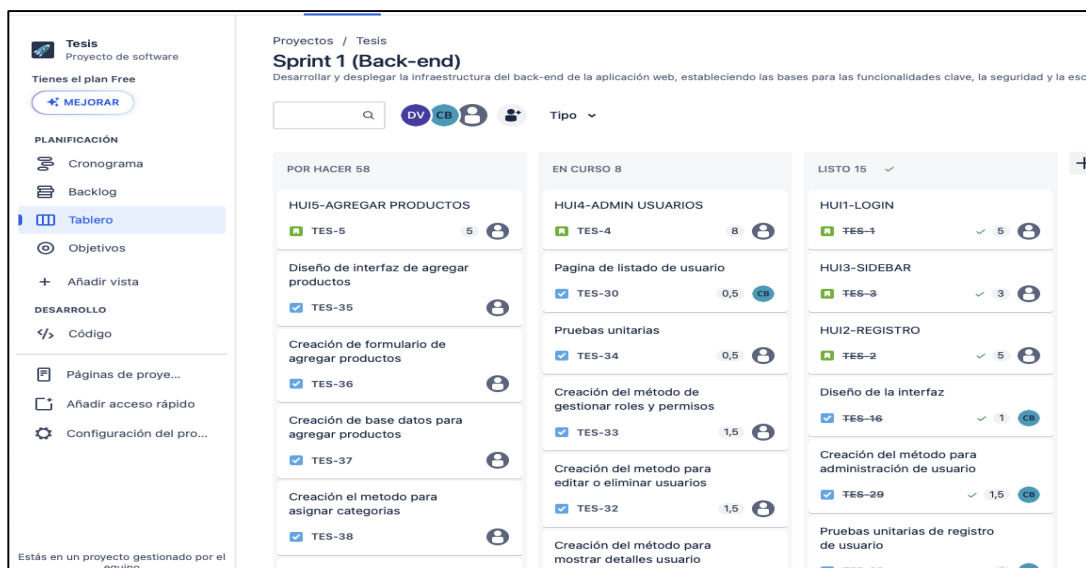 Tesis
Proyecto de software
Tienes el plan Free
MEJORAR
PLANIFICACIÓN
Cronograma
Backlog
Tablero
Objetivos
+ Añadir vista
DESARROLLO
</> Código
Páginas de proye...
Añadir acceso rápido
Configuración del pro...
Estás en un proyecto gestionado por el
equipo
Proyectos / Tesis
Sprint 1 (Back-end)
Desarrollar y desplegar la infraestructura del back-end de la aplicación web, estableciendo las bases para las funcionalidades clave, la seguridad y la esc
DV CB
Tipo
POR HACER 58
HUI5-AGREGAR PRODUCTOS
TES-5 5
Diseño de interfaz de agregar
productos
TES-35
Creación de formulario de
agregar productos
TES-36
Creación de base datos para
agregar productos
TES-37
Creación el metodo para
asignar categorias
TES-38
EN CURSO 8
HUI4-ADMIN USUARIOS
TES-4 8
Pagina de listado de usuario
TES-30 0,5 CB
Pruebas unitarias
TES-34 0,5
Creación del método de
gestionar roles y permisos
TES-33 1,5
Creación del metodo para
editar o eliminar usuarios
TES-32 1,5
Creación del método para
mostrar detalles usuario
LISTO 15
HUI1-LOGIN
TES-1 5
HUI3-SIDEBAR
TES-3 3
HUI2-REGISTRO
TES-2 5
Diseño de la interfaz
TES-16 1 CB
Creación del método para
administración de usuario
TES-29 1,5 CB
Pruebas unitarias de registro
de usuario